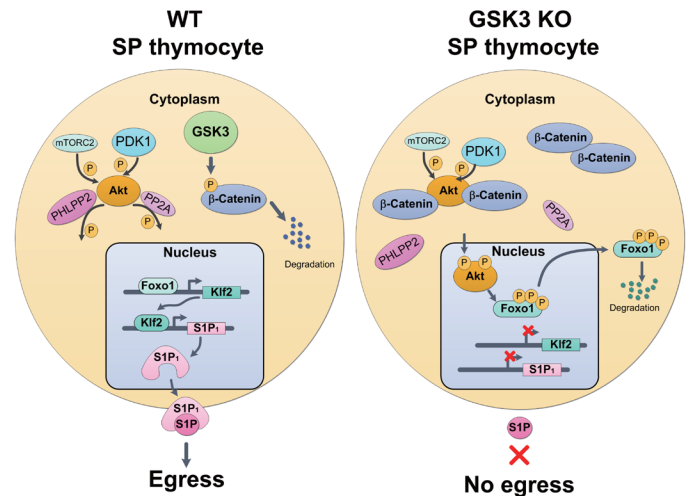 WT
SP thymocyte
Cytoplasm
mTORC2
PDK1
GSK3
P
P
P
Akt
PHLPP2
PP2A
β-Catenin
P
P
Degradation
Nucleus
Foxo1
Klf2
Klf2
S1P₁
S1P₁
S1P₁
S1P
Egress
GSK3 KO
SP thymocyte
Cytoplasm
mTORC2
PDK1
β-Catenin
β-Catenin
P
P
Akt
β-Catenin
β-Catenin
PP2A
PHLPP2
P P P
Foxo1
Nucleus
P P
Akt
P P P
Foxo1
Degradation
Klf2
S1P₁
S1P
No egress